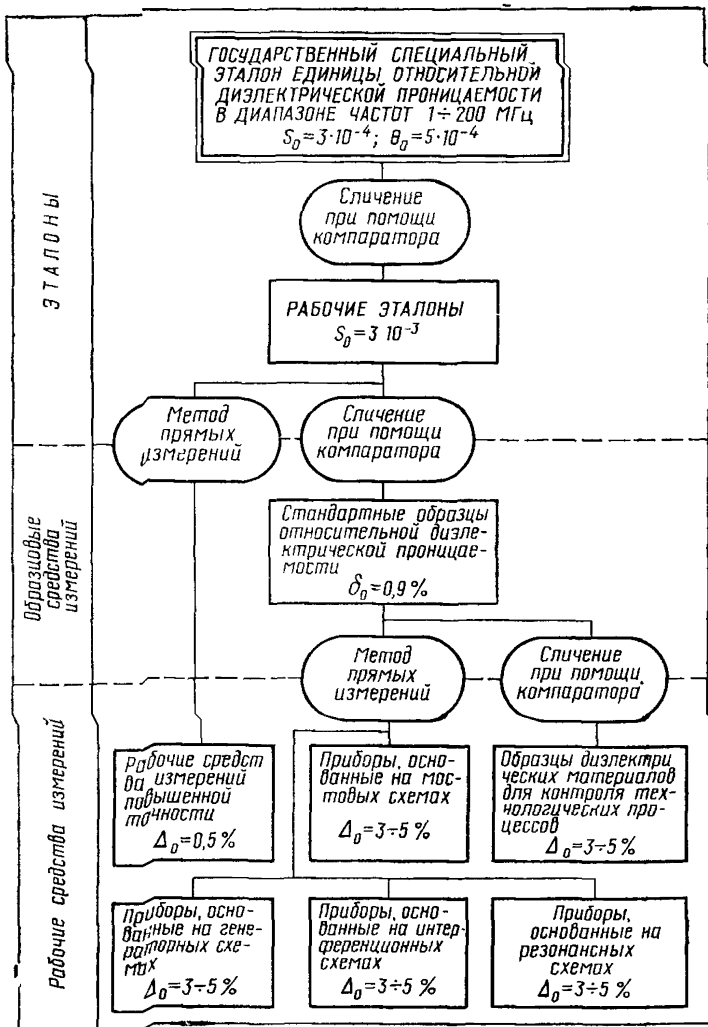 ГОСУДАРСТВЕННЫЙ СПЕЦИАЛЬНЫЙ
ЭТАЛОН ЕДИНИЦЫ ОТНОСИТЕЛЬНОЙ
ДИЭЛЕКТРИЧЕСКОЙ ПРОНИЦАЕМОСТИ
В ДИАПАЗОНЕ ЧАСТОТ 1÷200 МГц
S₀=3·10⁻⁴; θ₀=5·10⁻⁴
ЭТАЛОНЫ
Сличение
при помощи
компаратора
РАБОЧИЕ ЭТАЛОНЫ
S₀=3 10⁻³
Метод
прямых
измерений
Сличение
при помощи
компаратора
Образцовые
средства
измерений
Стандартные образцы
относительной диэле-
ктрической проницае-
мости
δ₀=0,9 %
Метод
прямых
измерений
Сличение
при помощи
компаратора
Рабочие средства измерений
Рабочие средст
ва измерений
повышенной
точности
Δ₀=0,5 %
Приборы, осно-
ванные на мос-
товых схемах
Δ₀=3÷5 %
Образцы диэлектри
ческих материалов
для контроля тех-
нологических про-
цессов
Δ₀=3÷5 %
Приборы, осно-
ванные на гене-
раторных схе-
мах
Δ₀=3÷5 %
Приборы, осно-
ванные на интер-
ференционных
схемах
Δ₀=3÷5 %
Приборы,
основанные на
резонансных
схемах
Δ₀=3÷5 %